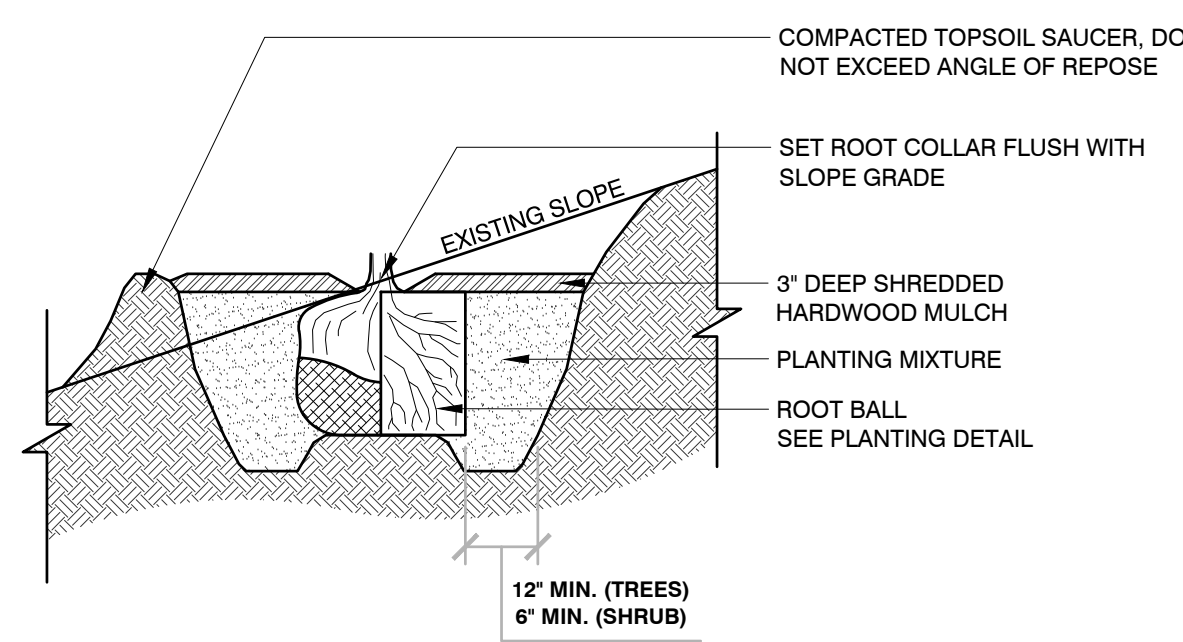 COMPACTED TOPSOIL SAUCER, DO
NOT EXCEED ANGLE OF REPOSE
SET ROOT COLLAR FLUSH WITH
SLOPE GRADE
EXISTING SLOPE
3" DEEP SHREDDED
HARDWOOD MULCH
PLANTING MIXTURE
ROOT BALL
SEE PLANTING DETAIL
12" MIN. (TREES)
6" MIN. (SHRUB)